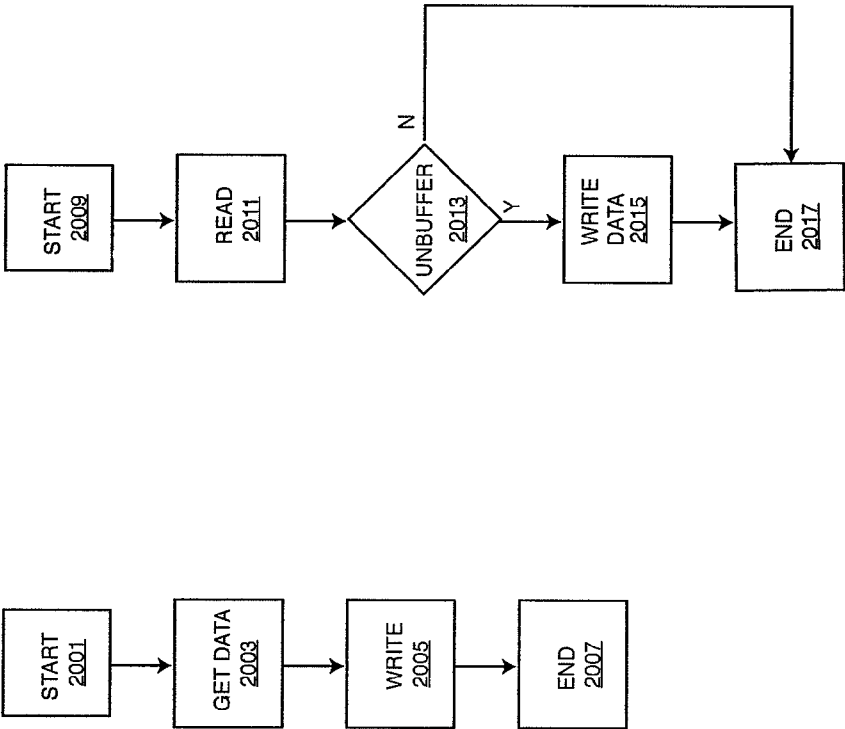 START
2001
GET DATA
2003
WRITE
2005
END
2007
START
2009
READ
2011
UNBUFFER
2013
N
Y
WRITE
DATA
2015
END
2017